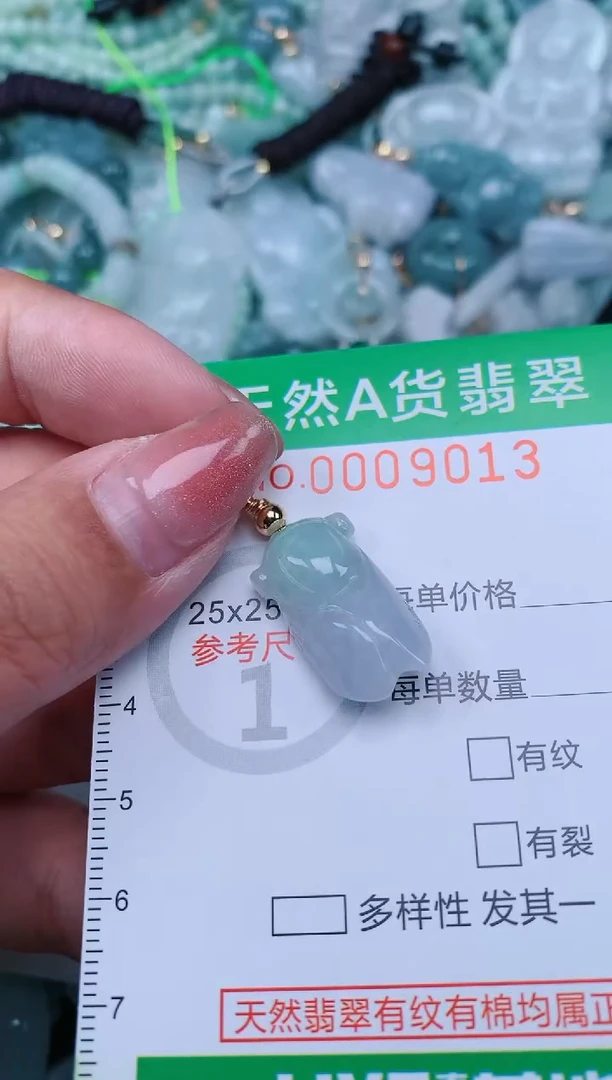 天然A货翡翠
No.0009013
25x25
参考尺
1
每单价格
每单数量
4
有纹
5
有裂
6
多样性 发其一
7
天然翡翠有纹有棉均属正